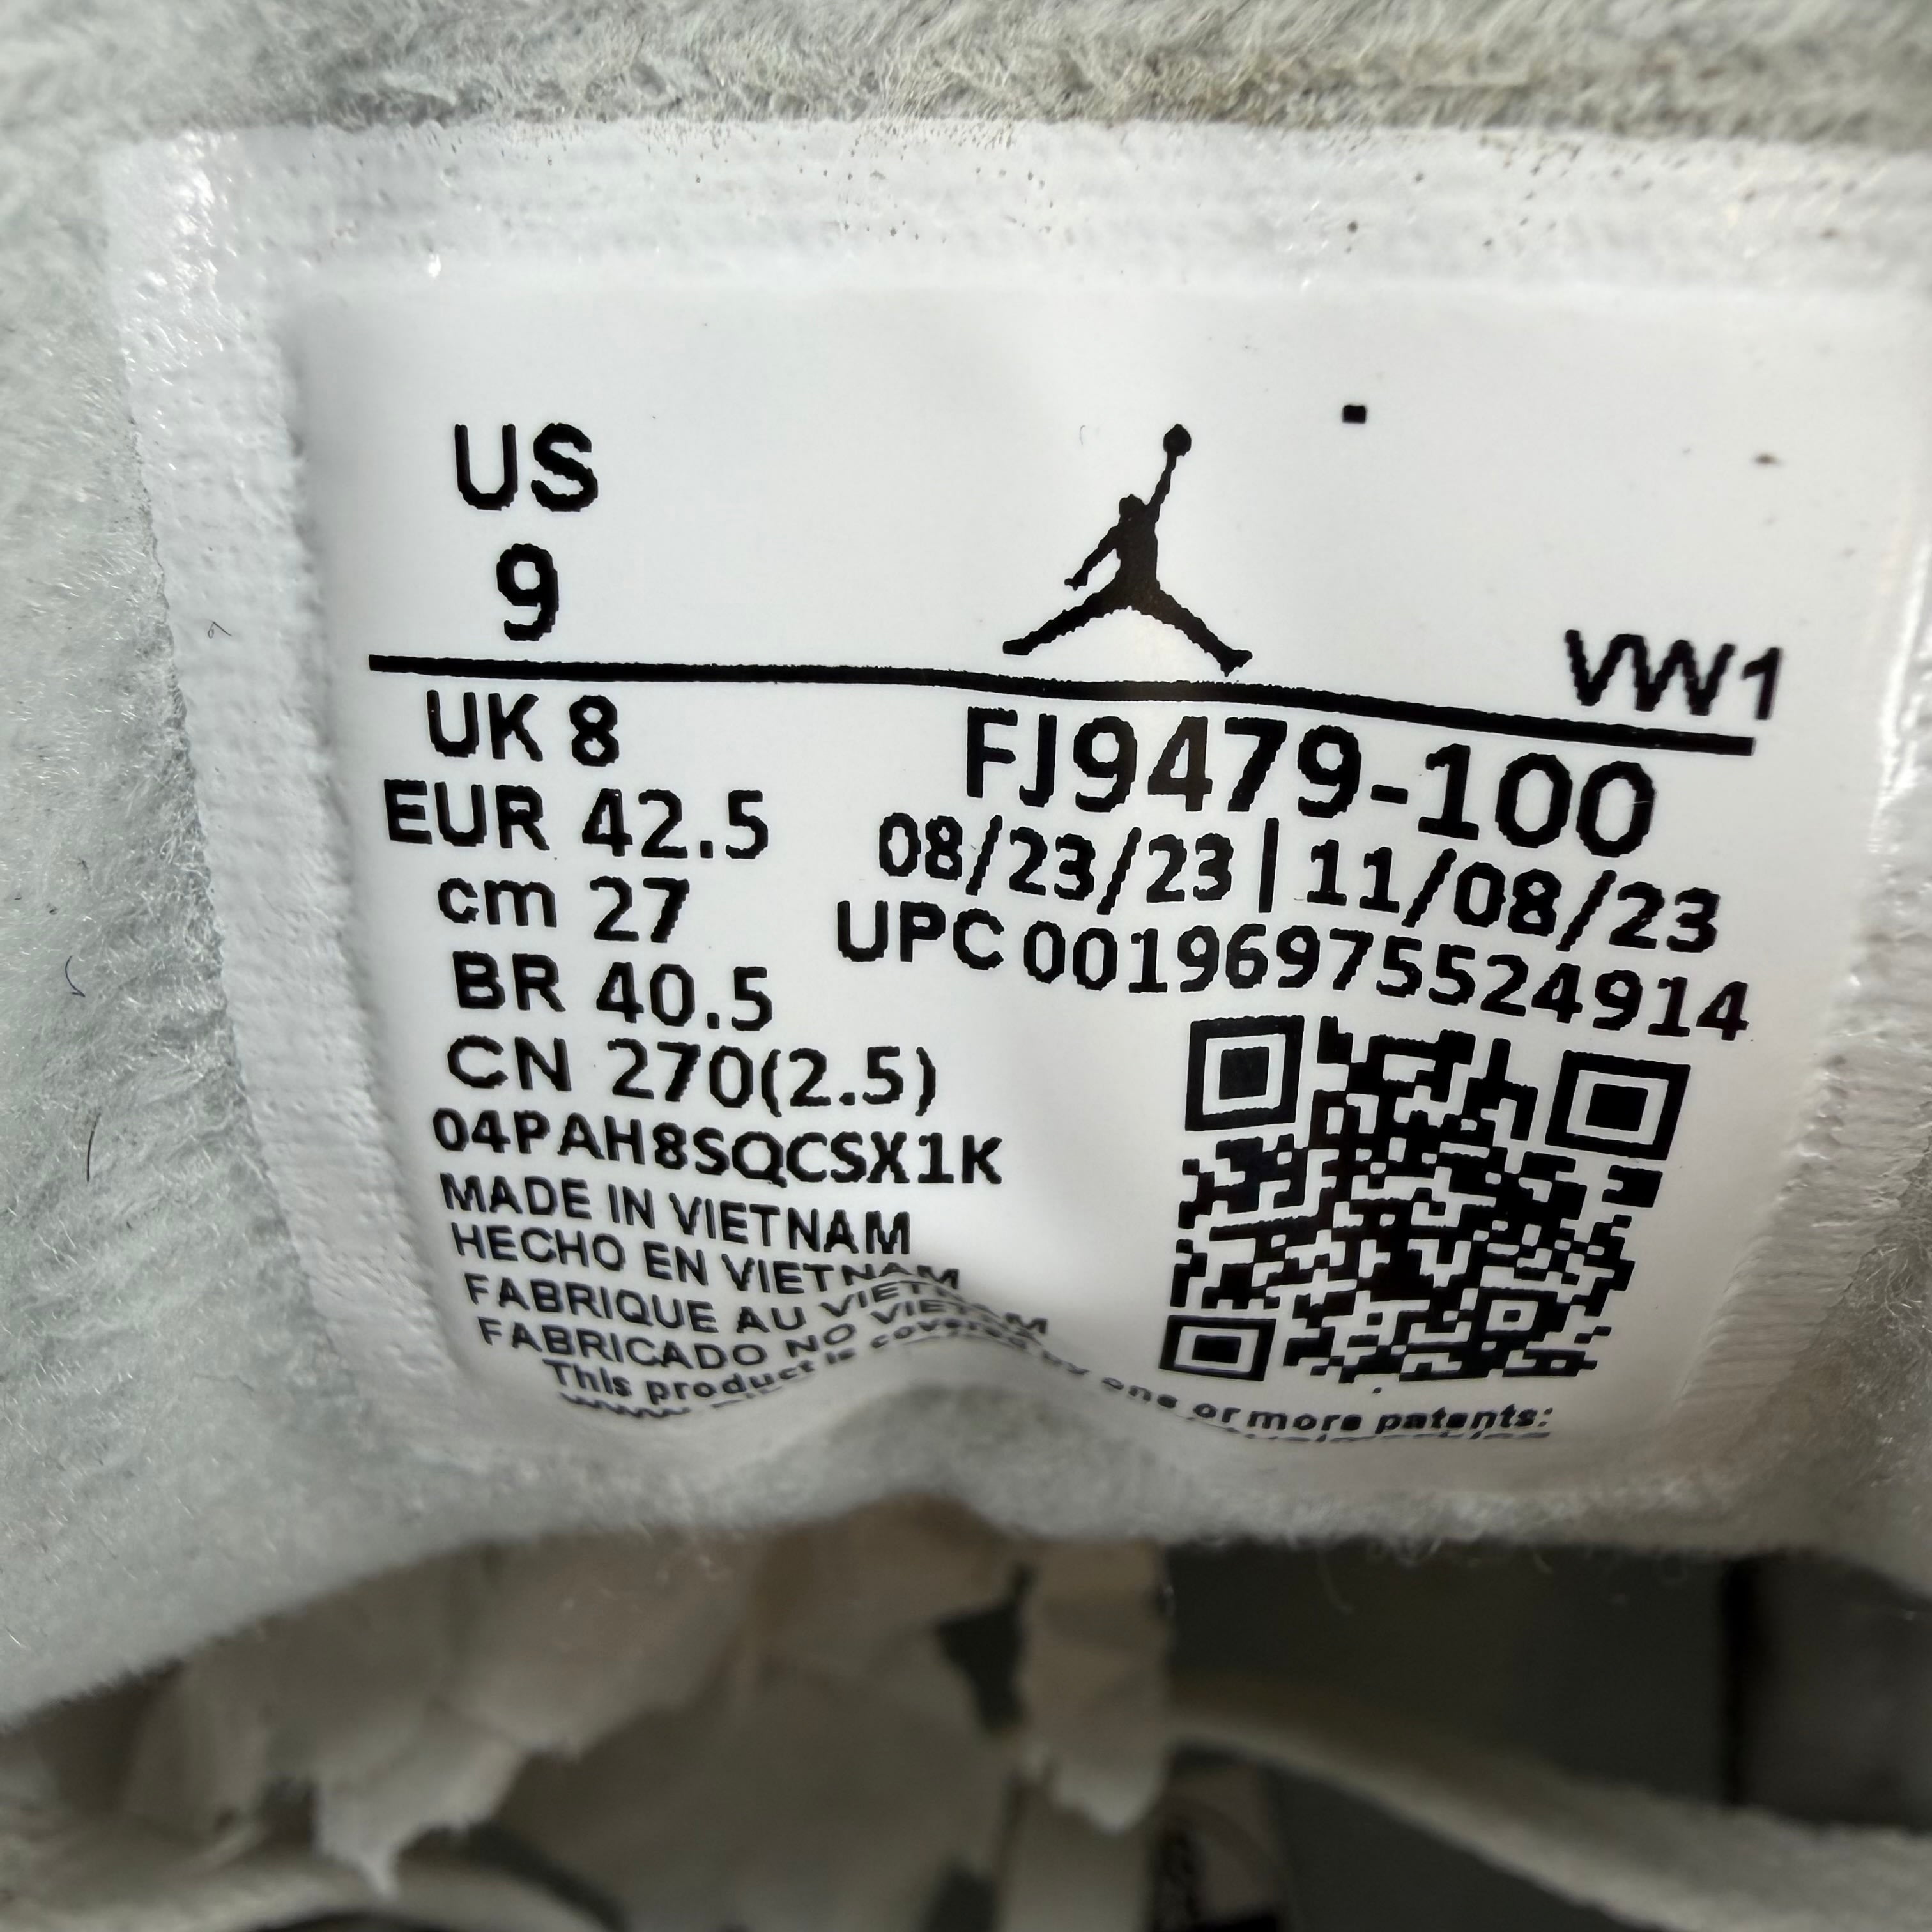 US
9
VW1
UK 8
FJ9479-100
EUR 42.5
08/23/23 | 11/08/23
cm 27
UPC 00196975524914
BR 40.5
CN 270(2.5)
04PAH8SQCSX1K
MADE IN VIETNAM
HECHO EN VIETNAM
FABRIQUE AU VIETNAM
FABRICADO NO VIETNAM
This product is covered by one or more patents: